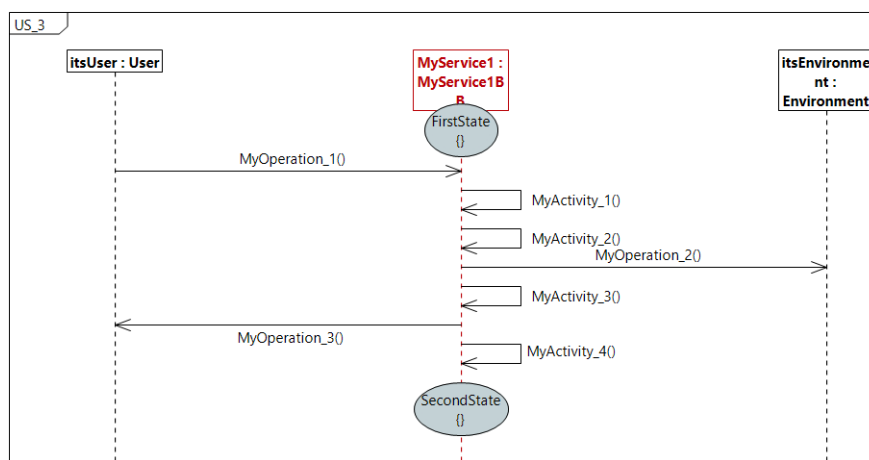 US_3
itsUser : User
MyService1 :
MyService1B
B
itsEnvironme
nt :
Environment
FirstState
{}
MyOperation_1()
MyActivity_1()
MyActivity_2()
MyOperation_2()
MyActivity_3()
MyOperation_3()
MyActivity_4()
SecondState
{}